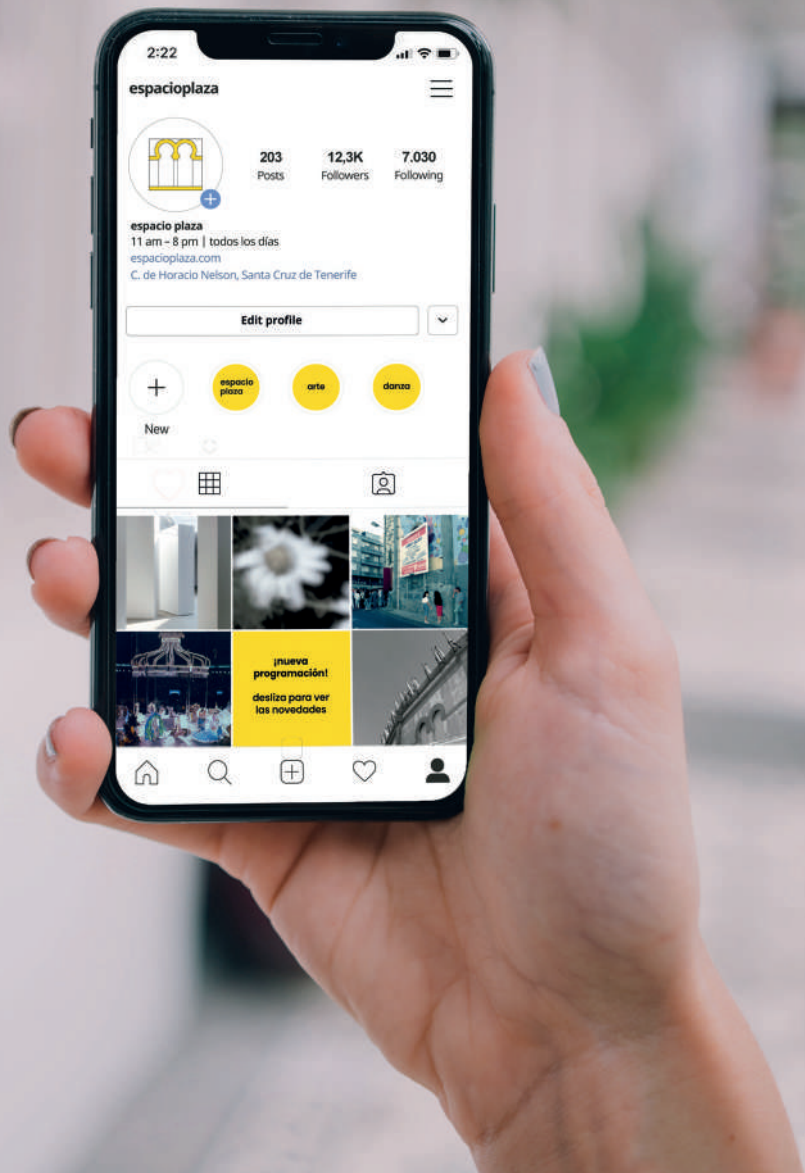 2:22
espacioplaza
203 12,3K 7.030
Posts Followers Following
espacio plaza
11 am – 8 pm | todos los días
espacioplaza.com
C. de Horacio Nelson, Santa Cruz de Tenerife
Edit profile
espacio
plaza
arte
danza
New
¡nueva
programación!
desliza para ver
las novedades